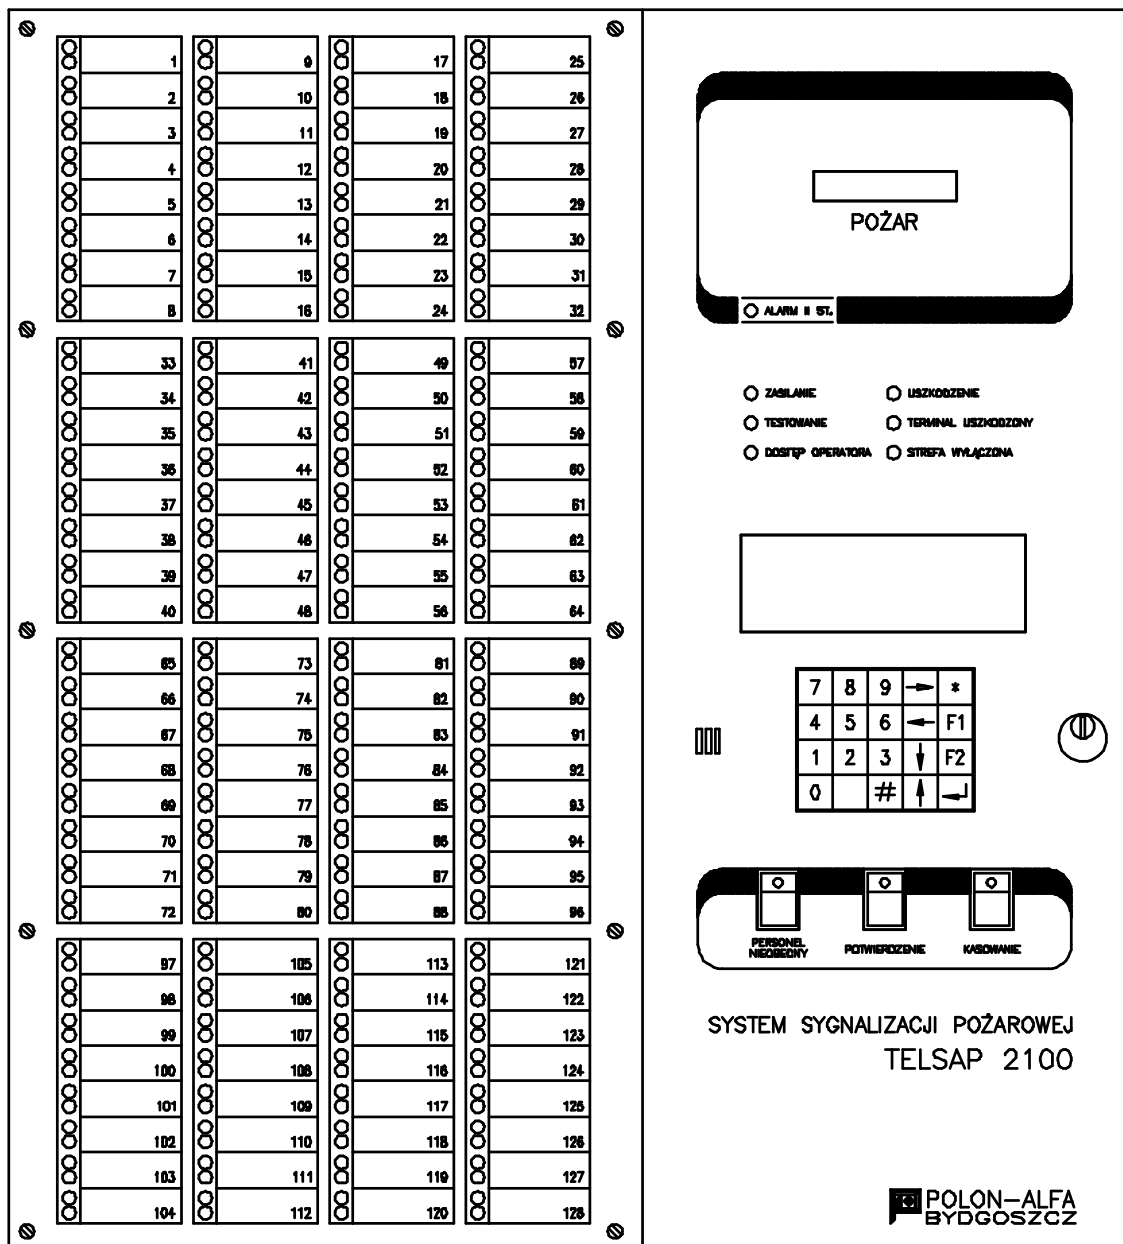 1 9 17 25
2 10 18 26
3 11 19 27
4 12 20 28
5 13 21 29
6 14 22 30
7 15 23 31
8 16 24 32
33 41 49 57
34 42 50 58
35 43 51 59
36 44 52 60
37 45 53 61
38 46 54 62
39 47 55 63
40 48 56 64
65 73 81 89
66 74 82 90
67 75 83 91
68 76 84 92
69 77 85 93
70 78 86 94
71 79 87 95
72 80 88 96
97 105 113 121
98 106 114 122
99 107 115 123
100 108 116 124
101 109 117 125
102 110 118 126
103 111 119 127
104 112 120 128
POŻAR
ALARM II ST.
ZASILANIE USZKODZENIE
TESTOWANIE TERMINAL USZKODZONY
DOSTĘP OPERATORA STREFA WYŁĄCZONA
7 8 9 → *
4 5 6 ← F1
1 2 3 ↓ F2
0 # ↑ ↵
PERSONEL
NIEOBECNY
POTWIERDZENIE
KASOWANIE
SYSTEM SYGNALIZACJI POŻAROWEJ
TELSAP 2100
POLON-ALFA
BYDGOSZCZ